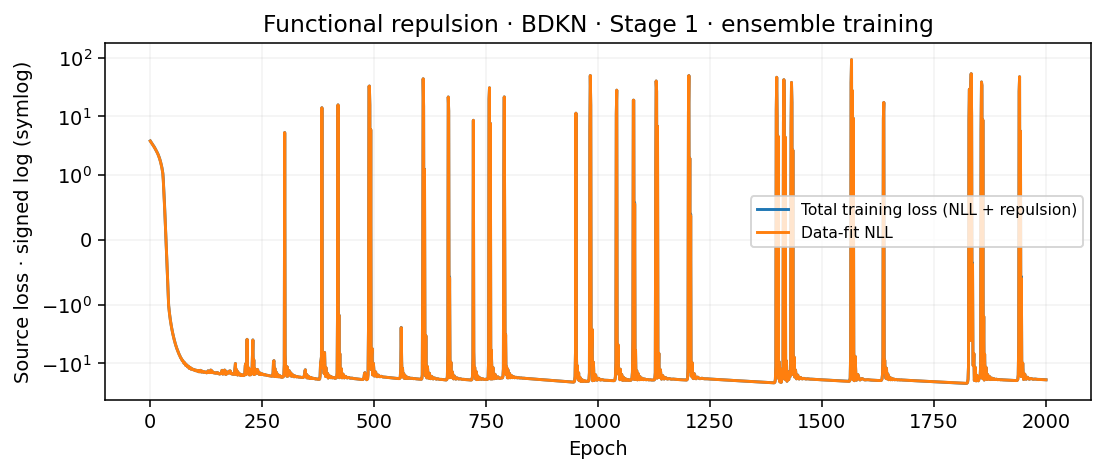 Functional repulsion · BDKN · Stage 1 · ensemble training
Source loss · signed log (symlog)
10²
10¹
10⁰
0
−10⁰
−10¹
Total training loss (NLL + repulsion)
Data-fit NLL
0 250 500 750 1000 1250 1500 1750 2000
Epoch